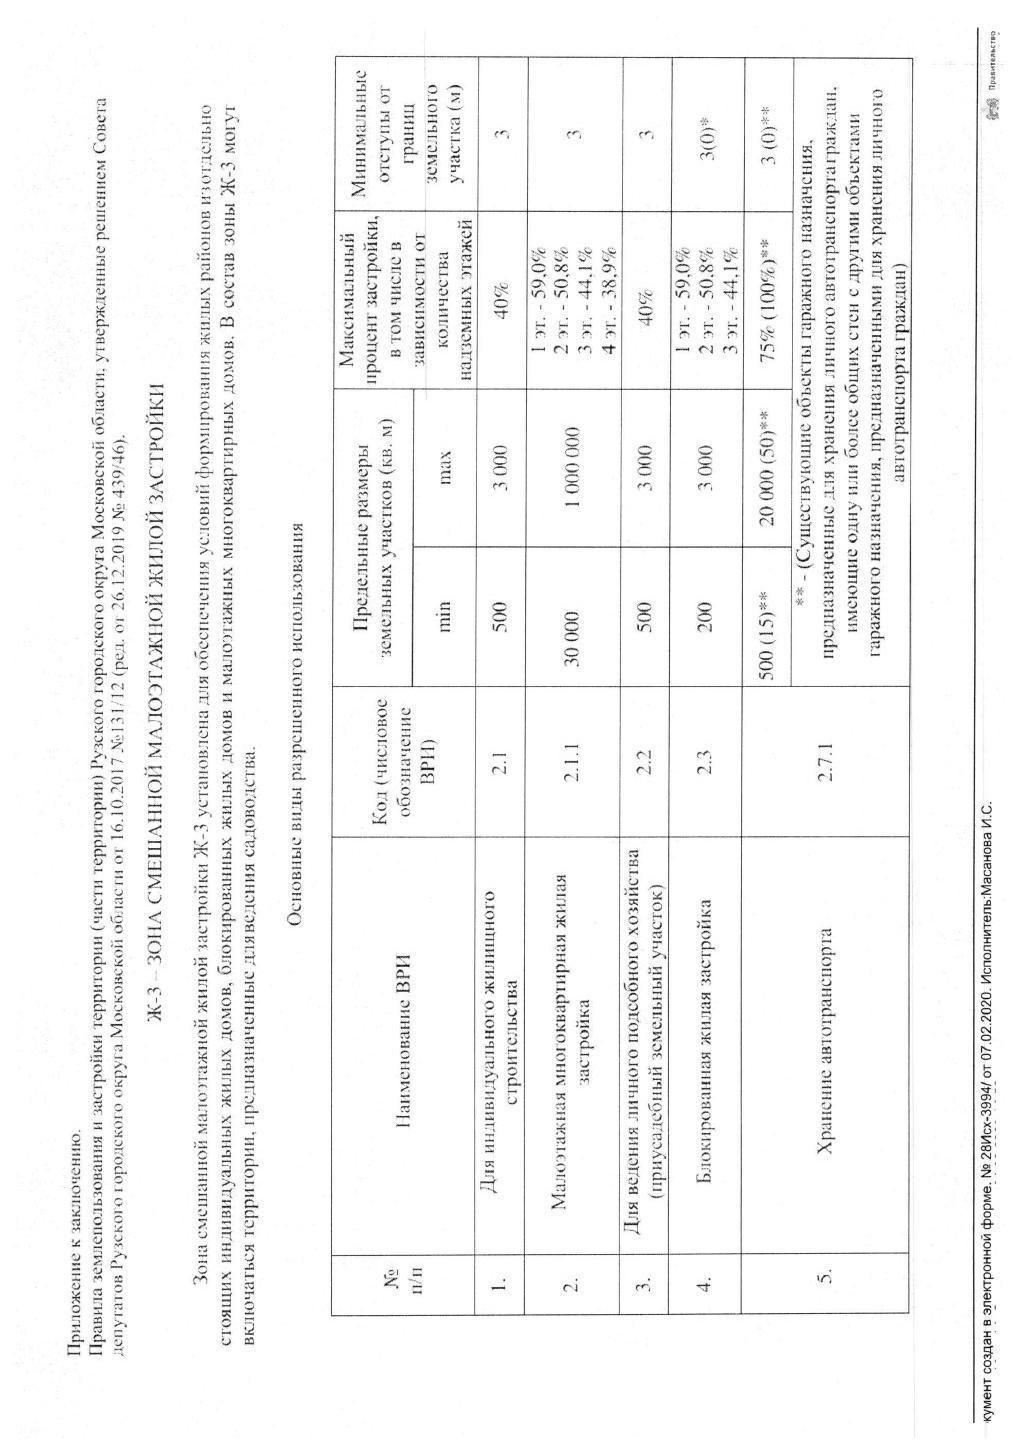 Приложение к заключению.
Правила землепользования и застройки территории (части территории) Рузского городского округа Московской области, утвержденные решением Совета
депутатов Рузского городского округа Московской области от 16.10.2017 №131/12 (ред. от 26.12.2019 № 439/46).
Ж-3 – ЗОНА СМЕШАННОЙ МАЛОЭТАЖНОЙ ЖИЛОЙ ЗАСТРОЙКИ
Зона смешанной малоэтажной жилой застройки Ж-3 установлена для обеспечения условий формирования жилых районов из отдельно
стоящих индивидуальных жилых домов, блокированных жилых домов и малоэтажных многоквартирных домов. В состав зоны Ж-3 могут
включаться территории, предназначенные для ведения садоводства.
Основные виды разрешенного использования
№
п/п
Наименование ВРИ
Код (числовое
обозначение
ВРИ)
Предельные размеры
земельных участков (кв. м)
min
max
Максимальный
процент застройки,
в том числе в
зависимости от
количества
надземных этажей
Минимальные
отступы от
границ
земельного
участка (м)
1.
Для индивидуального жилищного
строительства
2.1
500
3 000
40%
3
2.
Малоэтажная многоквартирная жилая
застройка
2.1.1
30 000
1 000 000
1 эт. - 59,0%
2 эт. - 50,8%
3 эт. - 44,1%
4 эт. - 38,9%
3
3.
Для ведения личного подсобного хозяйства
(приусадебный земельный участок)
2.2
500
3 000
40%
3
4.
Блокированная жилая застройка
2.3
200
3 000
1 эт. - 59,0%
2 эт. - 50,8%
3 эт. - 44,1%
3(0)*
5.
Хранение автотранспорта
2.7.1
500 (15)**
20 000 (50)**
75% (100%)**
3 (0)**
** - (Существующие объекты гаражного назначения,
предназначенные для хранения личного автотранспорта граждан,
имеющие одну или более общих стен с другими объектами
гаражного назначения, предназначенными для хранения личного
автотранспорта граждан)
кумент создан в электронной форме. № 28Исх-3994/ от 07.02.2020. Исполнитель:Масанова И.С.
Правительство